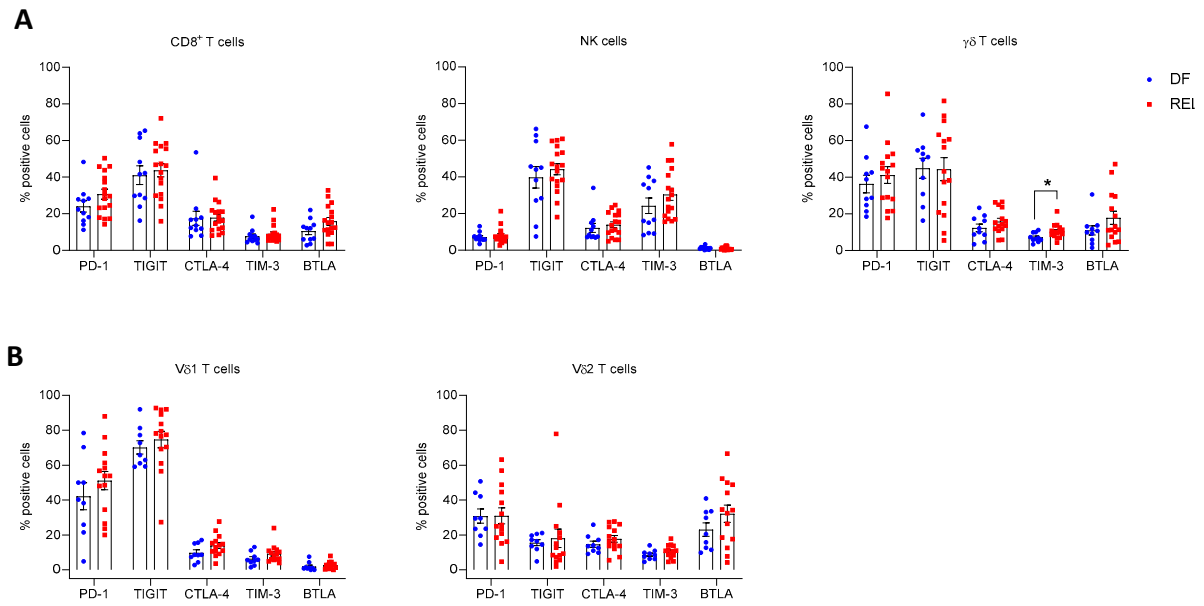 A
CD8+ T cells
NK cells
γδ T cells
% positive cells
100
80
60
40
20
0
PD-1 TIGIT CTLA-4 TIM-3 BTLA
% positive cells
100
80
60
40
20
0
PD-1 TIGIT CTLA-4 TIM-3 BTLA
% positive cells
100
80
60
40
20
0
*
PD-1 TIGIT CTLA-4 TIM-3 BTLA
DF
REL
B
Vδ1 T cells
Vδ2 T cells
% positive cells
100
80
60
40
20
0
PD-1 TIGIT CTLA-4 TIM-3 BTLA
% positive cells
100
80
60
40
20
0
PD-1 TIGIT CTLA-4 TIM-3 BTLA